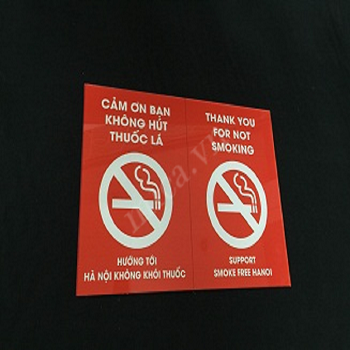 CẢM ƠN BẠN
KHÔNG HÚT
THUỐC LÁ
HƯỚNG TỚI
HÀ NỘI KHÔNG KHÓI THUỐC
THANK YOU
FOR NOT
SMOKING
SUPPORT
SMOKE FREE HANOI